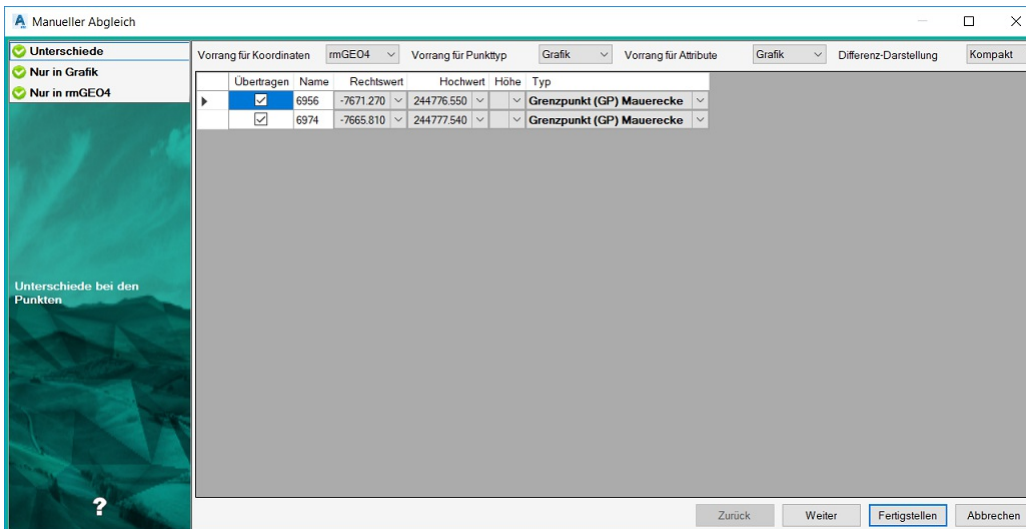 Manueller Abgleich
Unterschiede
Nur in Grafik
Nur in rmGEO4
Vorrang für Koordinaten rmGEO4 Vorrang für Punkttyp Grafik Vorrang für Attribute Grafik Differenz-Darstellung Kompakt
Übertragen Name Rechtswert Hochwert Höhe Typ
6956 -7671.270 244776.550 Grenzpunkt (GP) Mauerecke
6974 -7665.810 244777.540 Grenzpunkt (GP) Mauerecke
Unterschiede bei den
Punkten
?
Zurück Weiter Fertigstellen Abbrechen